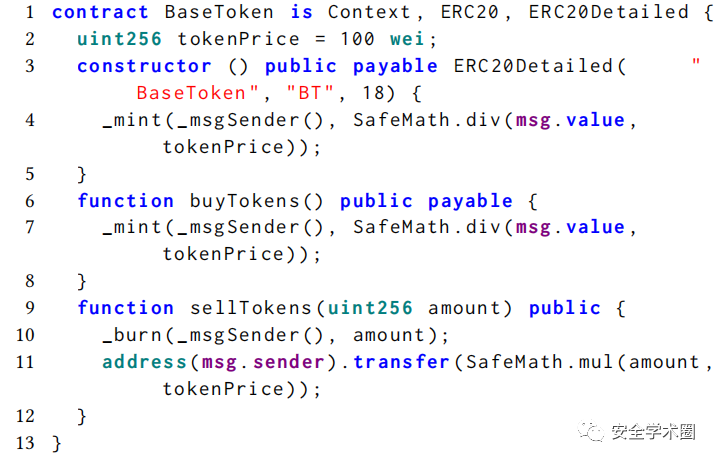 1 contract BaseToken is Context, ERC20, ERC20Detailed {
2 uint256 tokenPrice = 100 wei;
3 constructor () public payable ERC20Detailed( "
BaseToken", "BT", 18) {
4 _mint(_msgSender(), SafeMath.div(msg.value,
tokenPrice));
5 }
6 function buyTokens() public payable {
7 _mint(_msgSender(), SafeMath.div(msg.value,
tokenPrice));
8 }
9 function sellTokens(uint256 amount) public {
10 _burn(_msgSender(), amount);
11 address(msg.sender).transfer(SafeMath.mul(amount,
tokenPrice));
12 }
13 }
安全学术圈